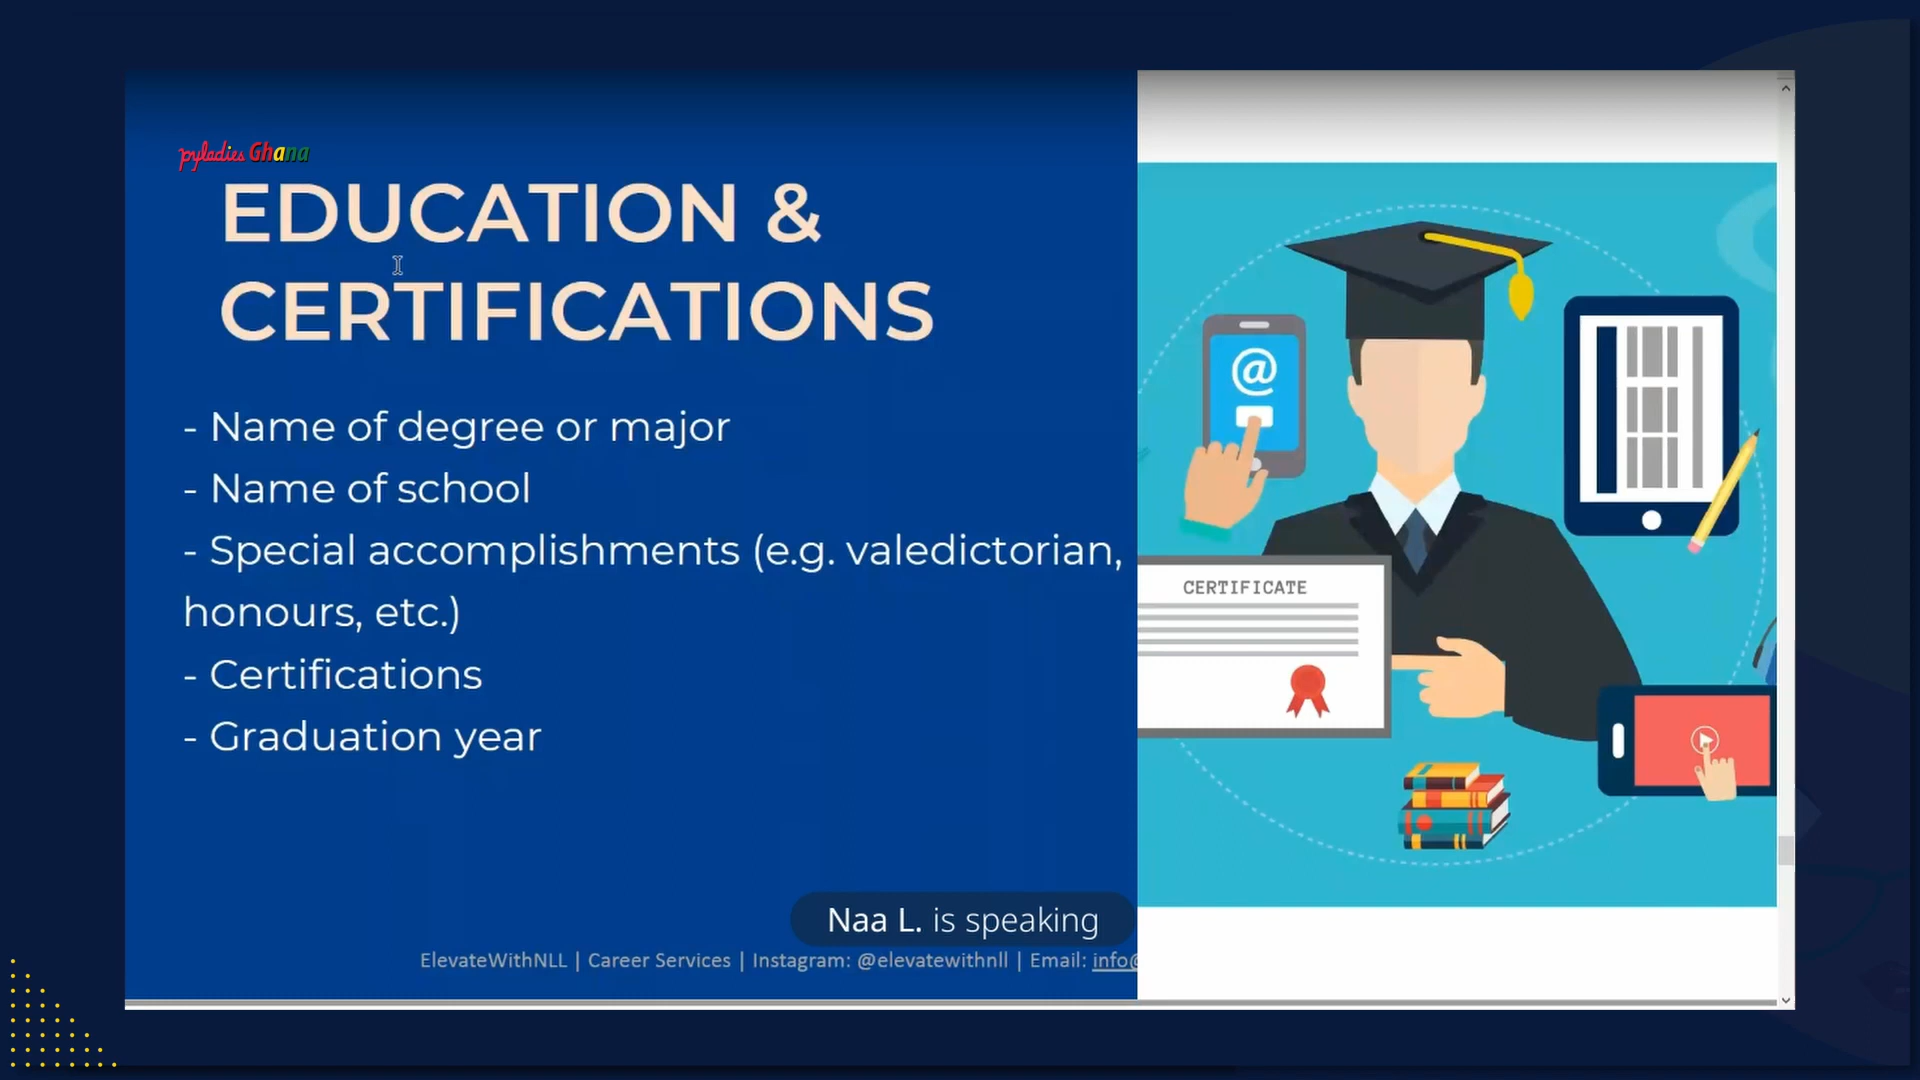 pyladies Ghana
EDUCATION &
CERTIFICATIONS
- Name of degree or major
- Name of school
- Special accomplishments (e.g. valedictorian,
honours, etc.)
- Certifications
- Graduation year
@
CERTIFICATE
Naa L. is speaking
ElevateWithNLL | Career Services | Instagram: @elevatewithnll | Email: info@